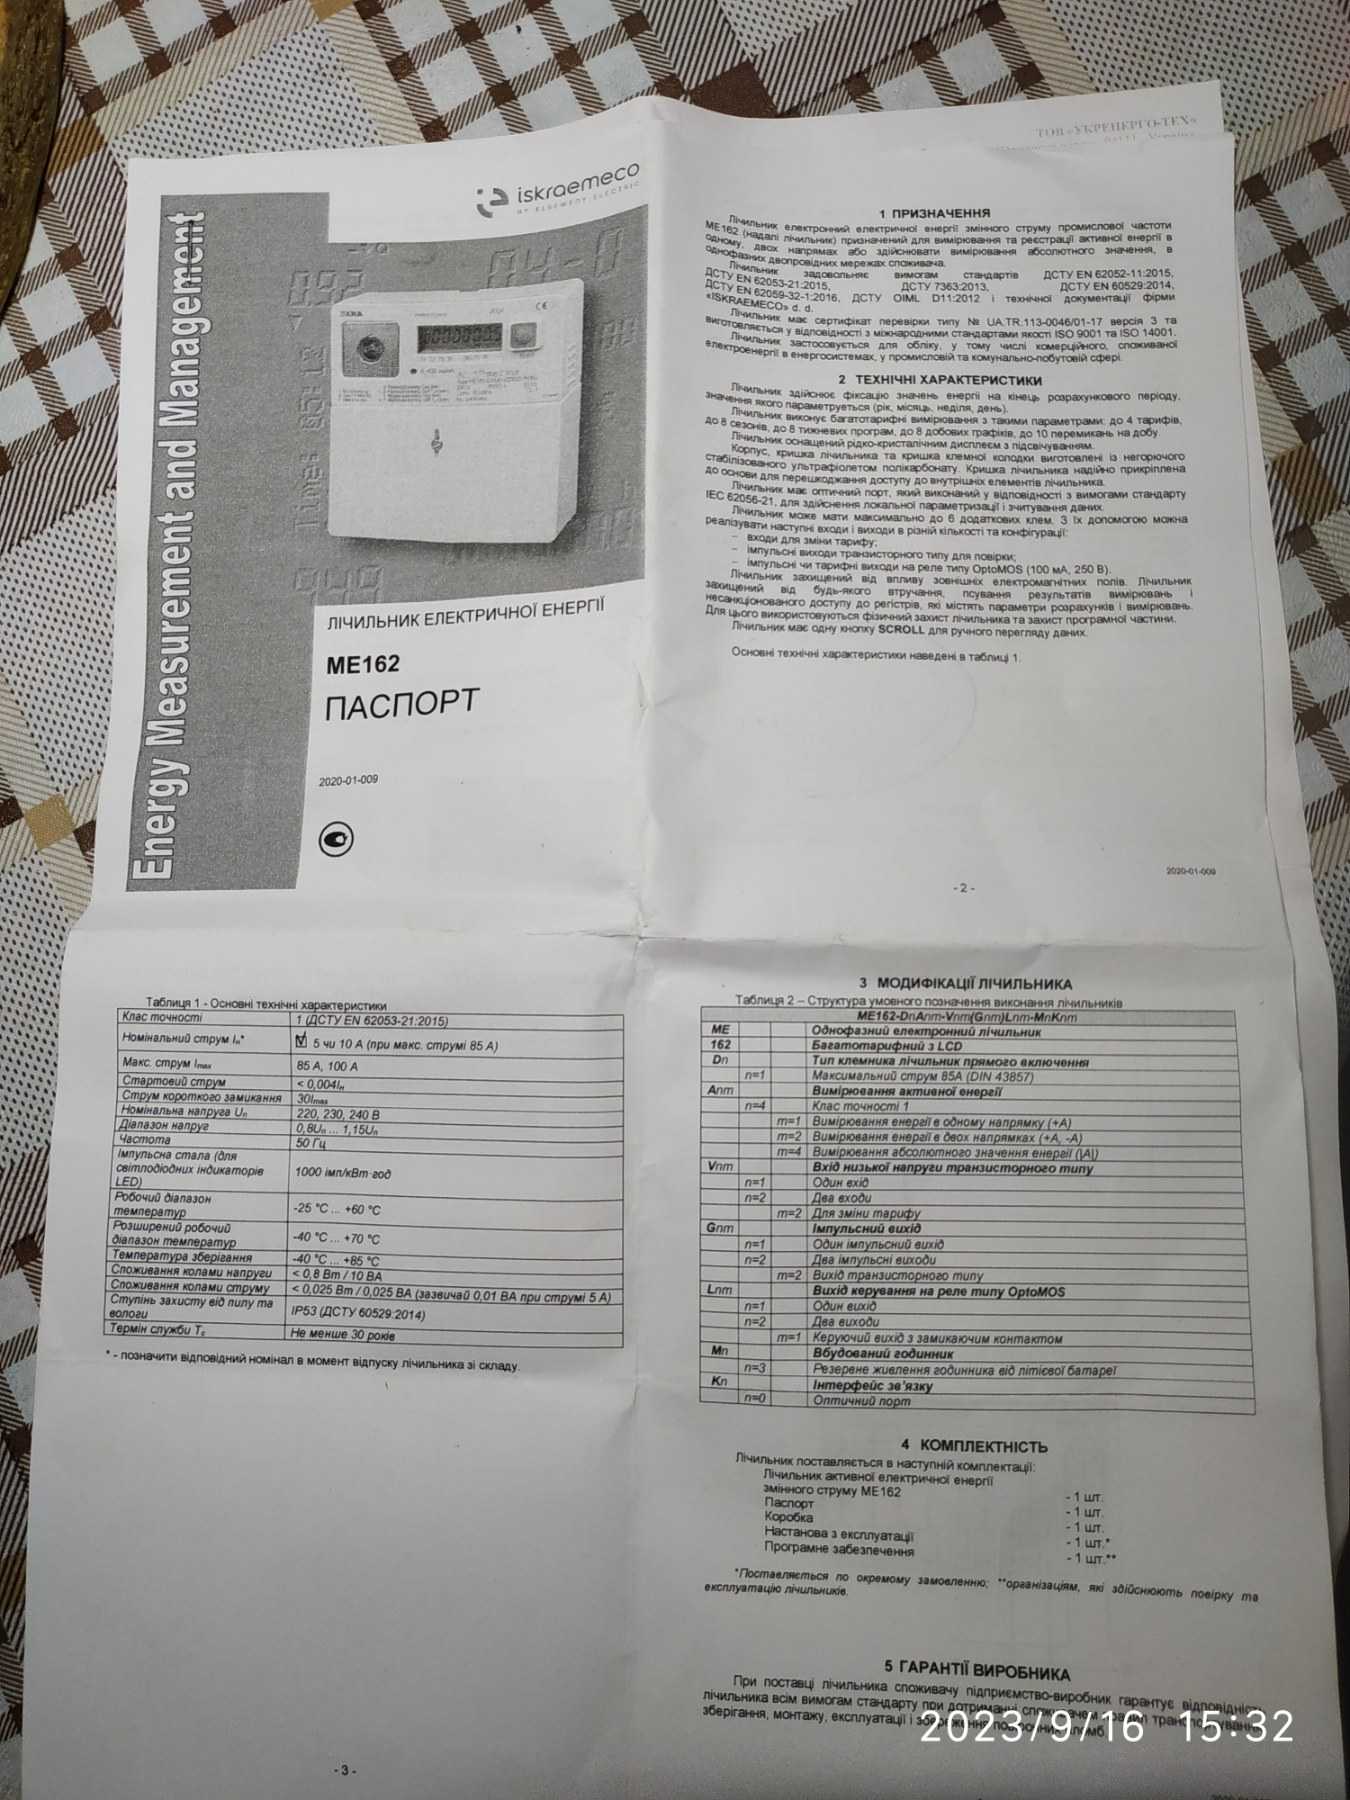 ТОВ «УКРЕНЕРГО-ТЕХ»
iskraemeco
BY ELSEWEDY ELECTRIC
Energy Measurement and Management
ЛІЧИЛЬНИК ЕЛЕКТРИЧНОЇ ЕНЕРГІЇ
ME162
ПАСПОРТ
2020-01-009
1 ПРИЗНАЧЕННЯ
Лічильник електронний електричної енергії змінного струму промислової частоти
ME162 (надалі лічильник) призначений для вимірювання та реєстрації активної енергії в
одному, двох напрямах або здійснювати вимірювання абсолютного значення, в
однофазних двопровідних мережах споживача.
Лічильник задовольняє вимогам стандартів ДСТУ EN 62052-11:2015,
ДСТУ EN 62053-21:2015, ДСТУ 7363:2013, ДСТУ EN 60529:2014,
ДСТУ EN 62059-32-1:2016, ДСТУ OIML D11:2012 і технічної документації фірми
«ISKRAEMECO» d. d.
Лічильник має сертифікат перевірки типу № UA.TR.113-0046/01-17 версія 3 та
виготовляється у відповідності з міжнародними стандартами якості ISO 9001 та ISO 14001.
Лічильник застосовується для обліку, у тому числі комерційного, споживаної
електроенергії в енергосистемах, у промисловій та комунально-побутовій сфері.
2 ТЕХНІЧНІ ХАРАКТЕРИСТИКИ
Лічильник здійснює фіксацію значень енергії на кінець розрахункового періоду,
значення якого параметрується (рік, місяць, неділя, день).
Лічильник виконує багатотарифні вимірювання з такими параметрами: до 4 тарифів,
до 8 сезонів, до 8 тижневих програм, до 8 добових графіків, до 10 перемикань на добу.
Лічильник оснащений рідко-кристалічним дисплеєм з підсвічуванням.
Корпус, кришка лічильника та кришка клемної колодки виготовлені із негорючого
стабілізованого ультрафіолетом полікарбонату. Кришка лічильника надійно прикріплена
до основи для перешкоджання доступу до внутрішніх елементів лічильника.
Лічильник має оптичний порт, який виконаний у відповідності з вимогами стандарту
IEC 62056-21, для здійснення локальної параметризації і зчитування даних.
Лічильник може мати максимально до 6 додаткових клем. З їх допомогою можна
реалізувати наступні входи і виходи в різній кількості та конфігурації:
– входи для зміни тарифу;
– імпульсні виходи транзисторного типу для повірки;
– імпульсні чи тарифні виходи на реле типу OptoMOS (100 мА, 250 В).
Лічильник захищений від впливу зовнішніх електромагнітних полів. Лічильник
захищений від будь-якого втручання, псування результатів вимірювань і
несанкціонованого доступу до регістрів, які містять параметри розрахунків і вимірювань.
Для цього використовуються фізичний захист лічильника та захист програмної частини.
Лічильник має одну кнопку SCROLL для ручного перегляду даних.
Основні технічні характеристики наведені в таблиці 1.
2020-01-009
- 2 -
Таблиця 1 - Основні технічні характеристики
Клас точності 1 (ДСТУ EN 62053-21:2015)
Номінальний струм Iн* ☑ 5 чи 10 А (при макс. струмі 85 А)
Макс. струм Imax 85 А, 100 А
Стартовий струм < 0,004Iн
Струм короткого замикання 30Imax
Номінальна напруга Un 220, 230, 240 В
Діапазон напруг 0,8Un ... 1,15Un
Частота 50 Гц
Імпульсна стала (для
світлодіодних індикаторів
LED) 1000 імп/кВт·год
Робочий діапазон
температур -25 °C ... +60 °C
Розширений робочий
діапазон температур -40 °C ... +70 °C
Температура зберігання -40 °C ... +85 °C
Споживання колами напруги < 0,8 Вт / 10 ВА
Споживання колами струму < 0,025 Вт / 0,025 ВА (зазвичай 0,01 ВА при струмі 5 А)
Ступінь захисту від пилу та
вологи IP53 (ДСТУ 60529:2014)
Термін служби Тс Не менше 30 років
* - позначити відповідний номінал в момент відпуску лічильника зі складу.
- 3 -
3 МОДИФІКАЦІЇ ЛІЧИЛЬНИКА
Таблиця 2 – Структура умовного позначення виконання лічильників
ME162-DnAnm-Vnm(Gnm)Lnm-MnKnm
ME Однофазний електронний лічильник
162 Багатотарифний з LCD
Dn Тип клемника лічильник прямого включення
n=1 Максимальний струм 85А (DIN 43857)
Anm Вимірювання активної енергії
n=4 Клас точності 1
m=1 Вимірювання енергії в одному напрямку (+A)
m=2 Вимірювання енергії в двох напрямках (+A, -A)
m=4 Вимірювання абсолютного значення енергії (|A|)
Vnm Вхід низької напруги транзисторного типу
n=1 Один вхід
n=2 Два входи
m=2 Для зміни тарифу
Gnm Імпульсний вихід
n=1 Один імпульсний вихід
n=2 Два імпульсні виходи
m=2 Вихід транзисторного типу
Lnm Вихід керування на реле типу OptoMOS
n=1 Один вихід
n=2 Два виходи
m=1 Керуючий вихід з замикаючим контактом
Mn Вбудований годинник
n=3 Резервне живлення годинника від літієвої батареї
Kn Інтерфейс зв'язку
n=0 Оптичний порт
4 КОМПЛЕКТНІСТЬ
Лічильник поставляється в наступній комплектації:
Лічильник активної електричної енергії
змінного струму ME162 - 1 шт.
Паспорт - 1 шт.
Коробка - 1 шт.
Настанова з експлуатації - 1 шт.*
Програмне забезпечення - 1 шт.**
*Поставляється по окремому замовленню; **організаціям, які здійснюють повірку та
експлуатацію лічильників.
5 ГАРАНТІЇ ВИРОБНИКА
При поставці лічильника споживачу підприємство-виробник гарантує відповідність
лічильника всім вимогам стандарту при дотриманні споживачем правил транспортування,
зберігання, монтажу, експлуатації і збереження повірочних пломб.
2023/9/16 15:32